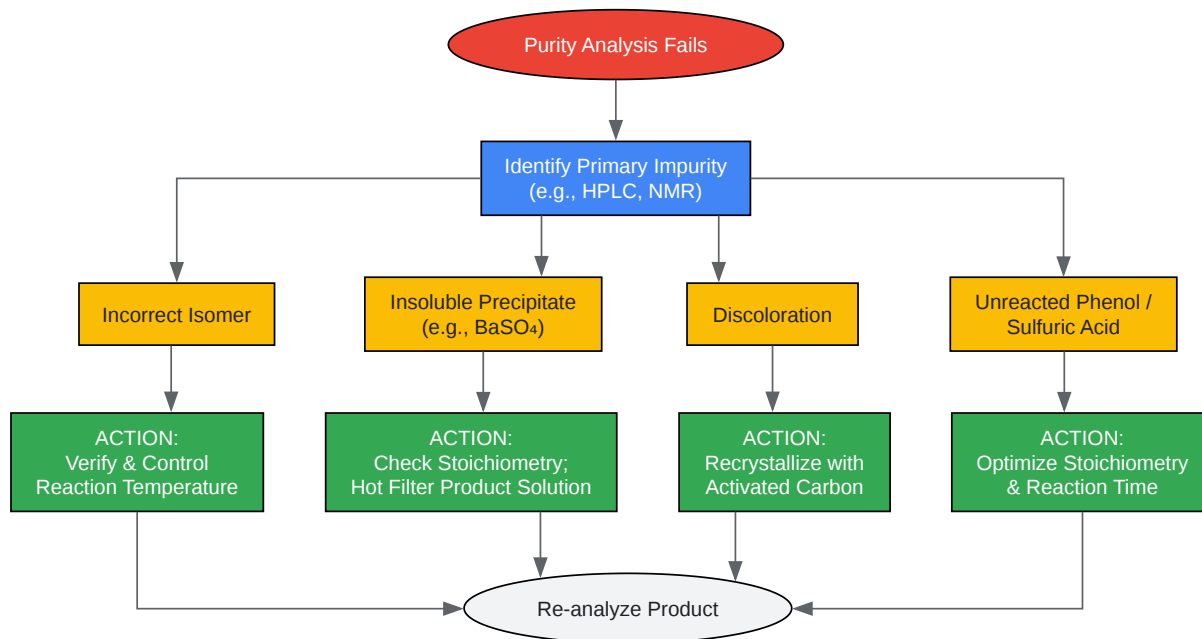 Purity Analysis Fails
Identify Primary Impurity
(e.g., HPLC, NMR)
Incorrect Isomer
Insoluble Precipitate
(e.g., BaSO₄)
Discoloration
Unreacted Phenol /
Sulfuric Acid
ACTION:
Verify & Control
Reaction Temperature
ACTION:
Check Stoichiometry;
Hot Filter Product Solution
ACTION:
Recrystallize with
Activated Carbon
ACTION:
Optimize Stoichiometry
& Reaction Time
Re-analyze Product